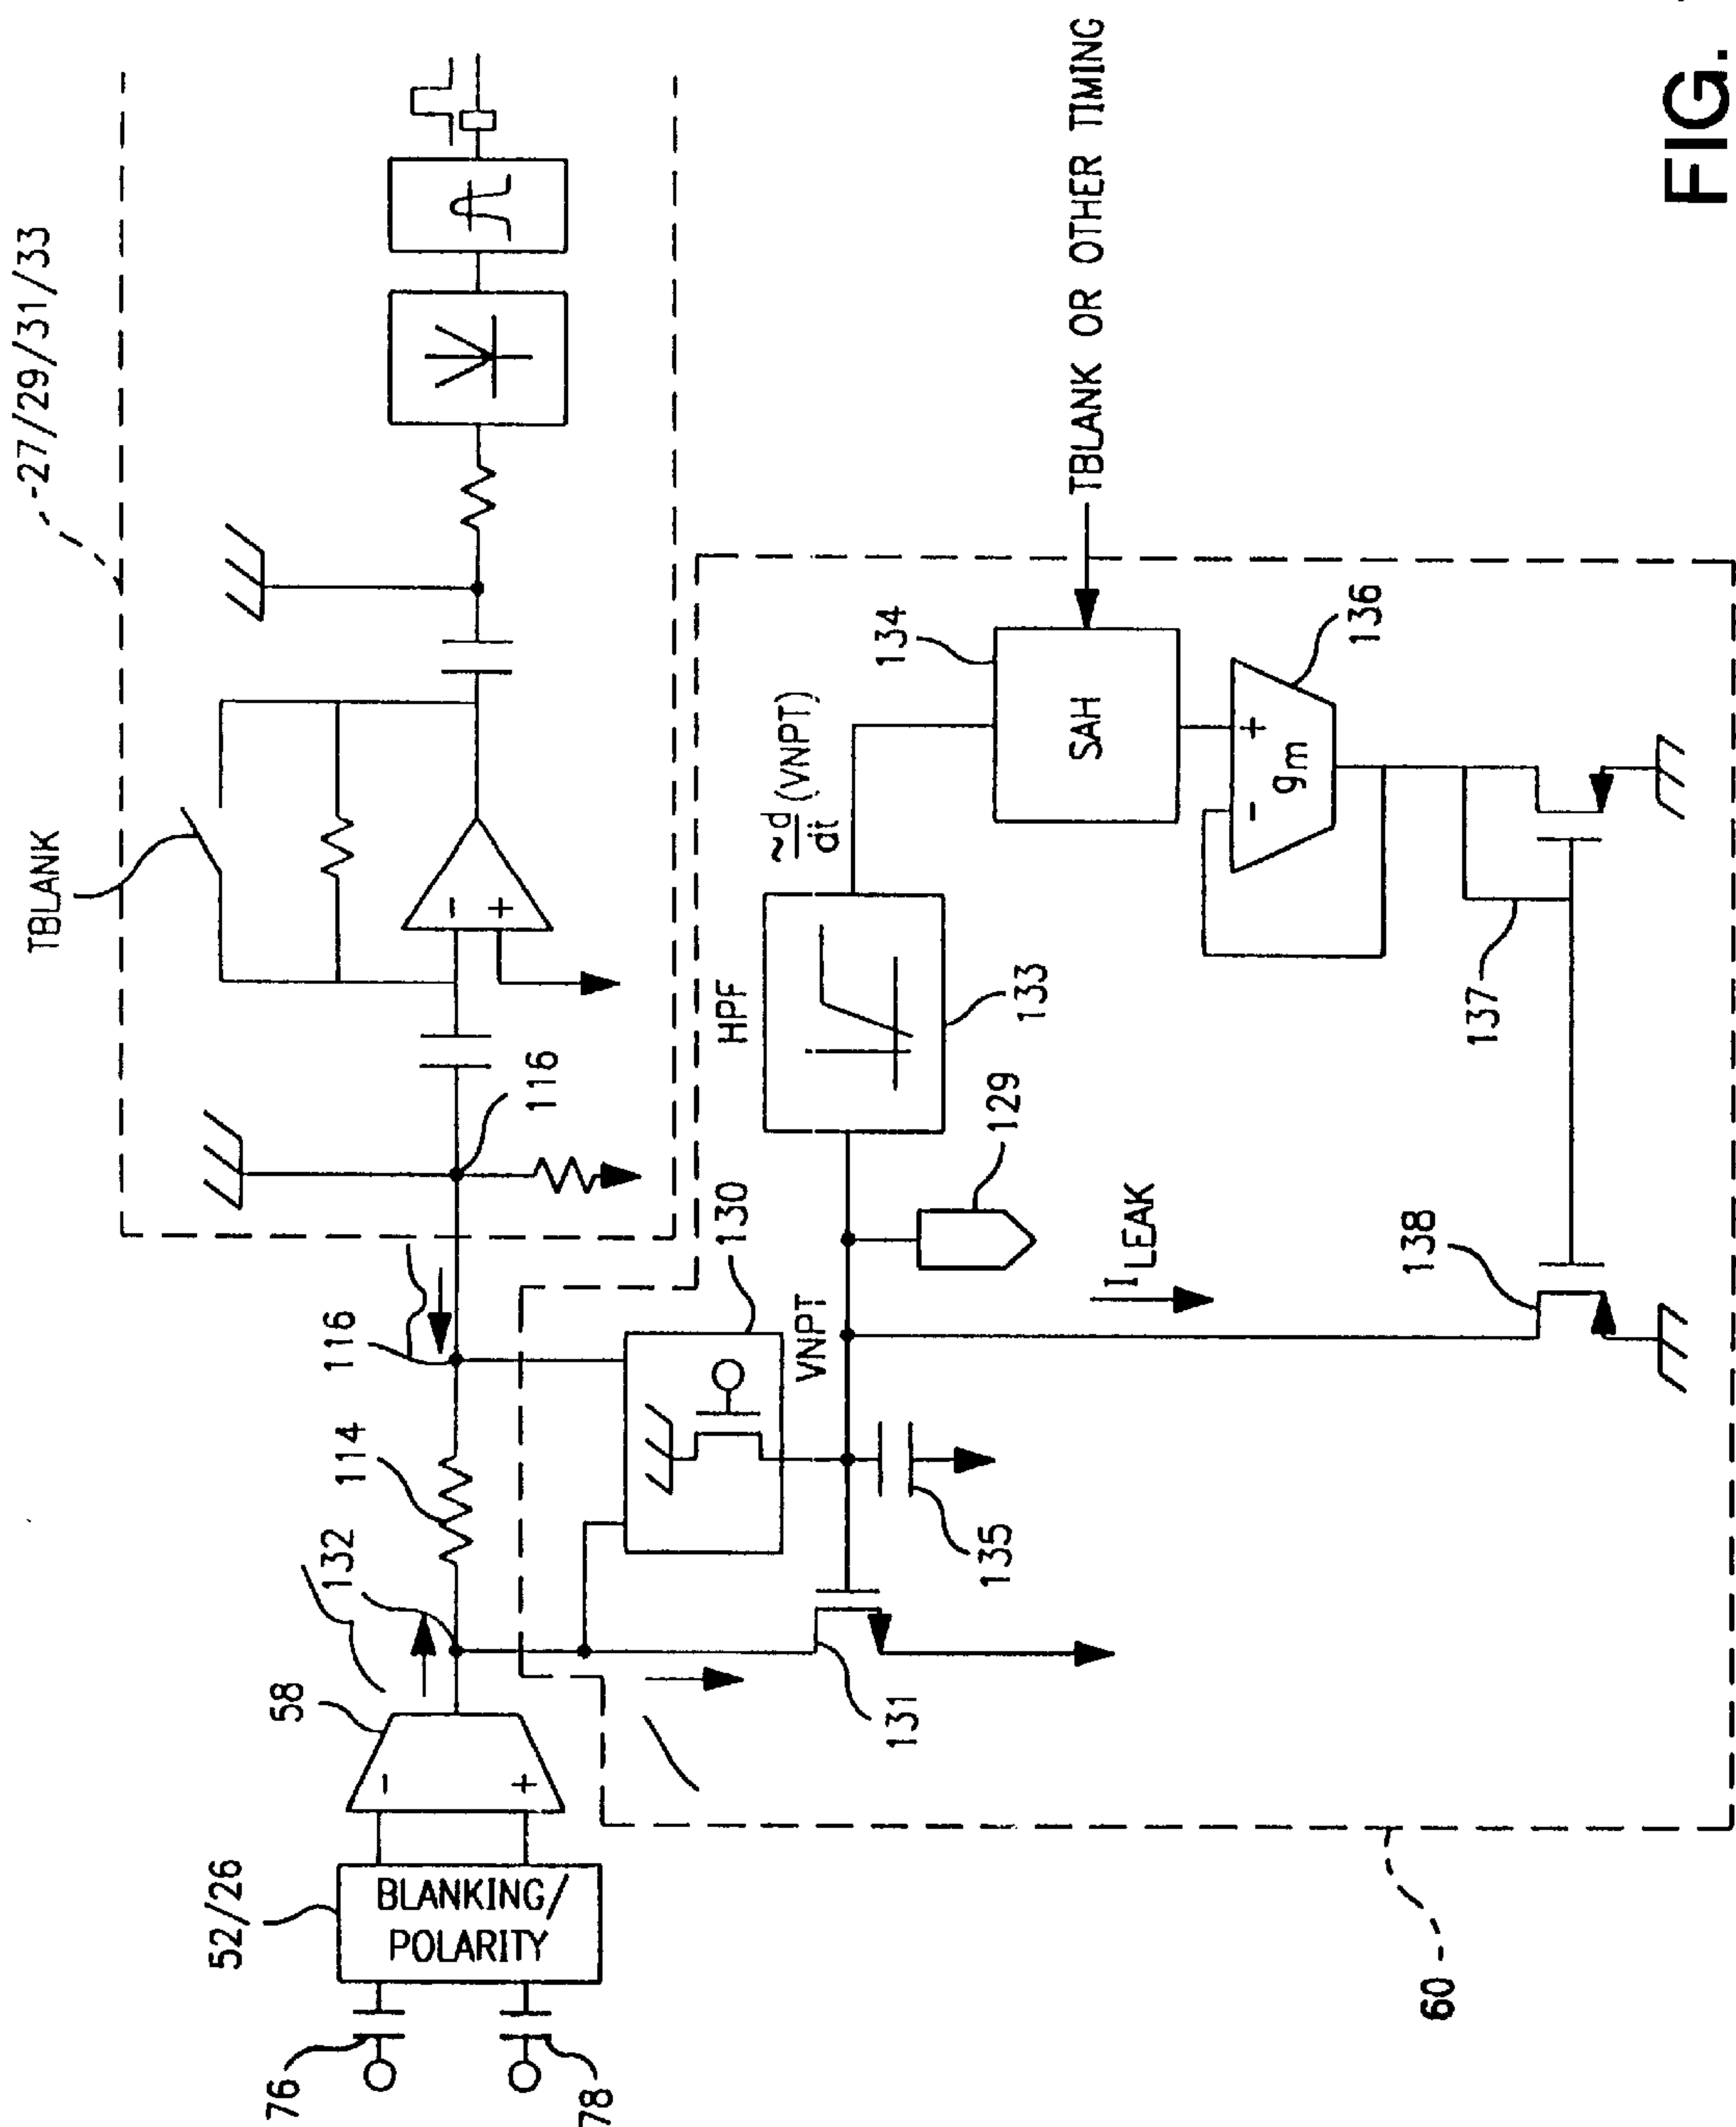 27/29/31/33
TBLANK
116
116
114
132
58
52/26
BLANKING/
POLARITY
76
78
-
+
-
+
130
VNPT
HPF
133
129
~d/dt (VNPT)
134
SAH
TBLANK OR OTHER TIMING
136
-
+
gm
137
138
ILEAK
135
131
60
FIG.